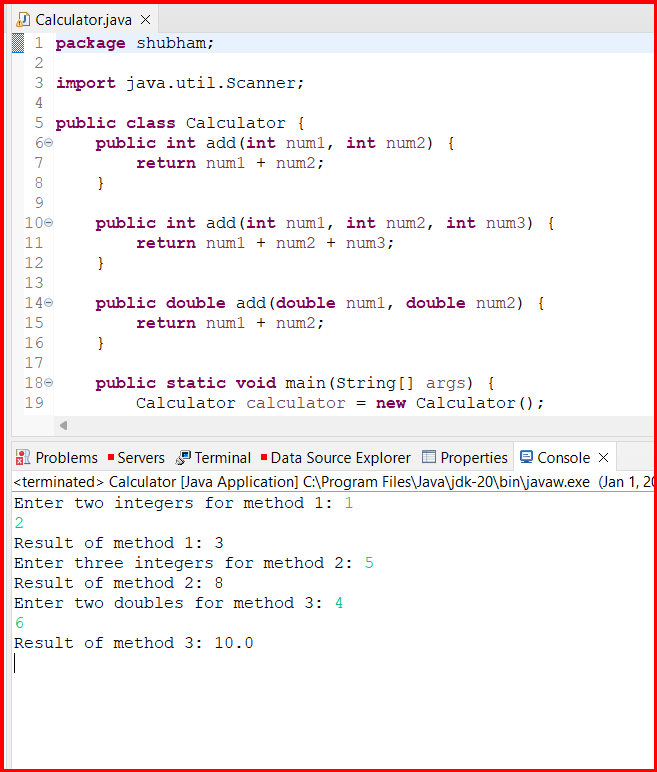 Calculator.java
1 package shubham;
2
3 import java.util.Scanner;
4
5 public class Calculator {
6 public int add(int num1, int num2) {
7 return num1 + num2;
8 }
9
10 public int add(int num1, int num2, int num3) {
11 return num1 + num2 + num3;
12 }
13
14 public double add(double num1, double num2) {
15 return num1 + num2;
16 }
17
18 public static void main(String[] args) {
19 Calculator calculator = new Calculator();
Problems Servers Terminal Data Source Explorer Properties Console
<terminated> Calculator [Java Application] C:\Program Files\Java\jdk-20\bin\javaw.exe (Jan 1, 20
Enter two integers for method 1: 1
2
Result of method 1: 3
Enter three integers for method 2: 5
Result of method 2: 8
Enter two doubles for method 3: 4
6
Result of method 3: 10.0